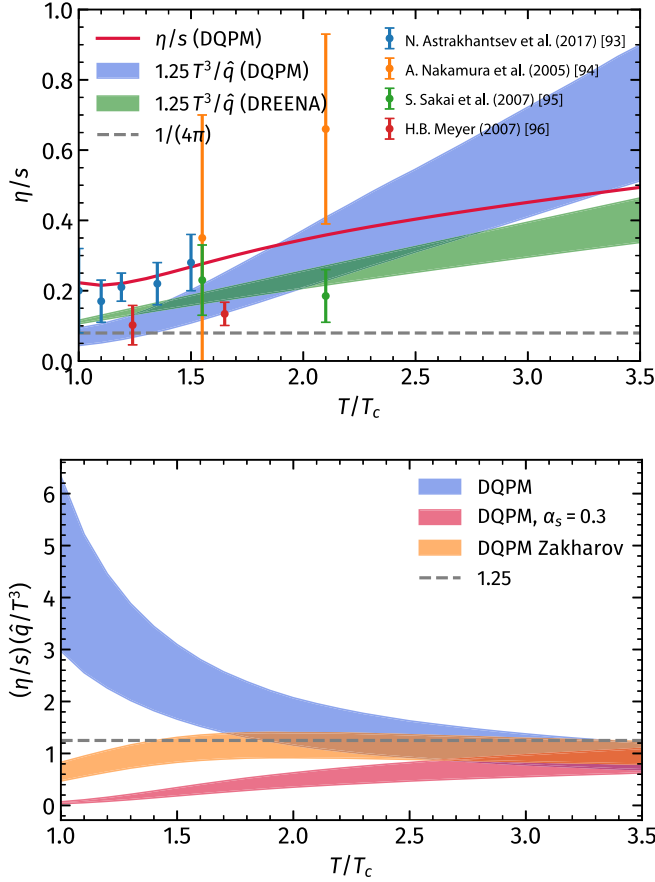 η/s (DQPM)
1.25 T³/q̂ (DQPM)
1.25 T³/q̂ (DREENA)
1/(4π)
N. Astrakhantsev et al. (2017) [93]
A. Nakamura et al. (2005) [94]
S. Sakai et al. (2007) [95]
H.B. Meyer (2007) [96]
η/s
1.0
0.8
0.6
0.4
0.2
0.0
1.0 1.5 2.0 2.5 3.0 3.5
T/T_c
DQPM
DQPM, α_s = 0.3
DQPM Zakharov
1.25
(η/s)(q̂/T³)
6
5
4
3
2
1
0
1.0 1.5 2.0 2.5 3.0 3.5
T/T_c